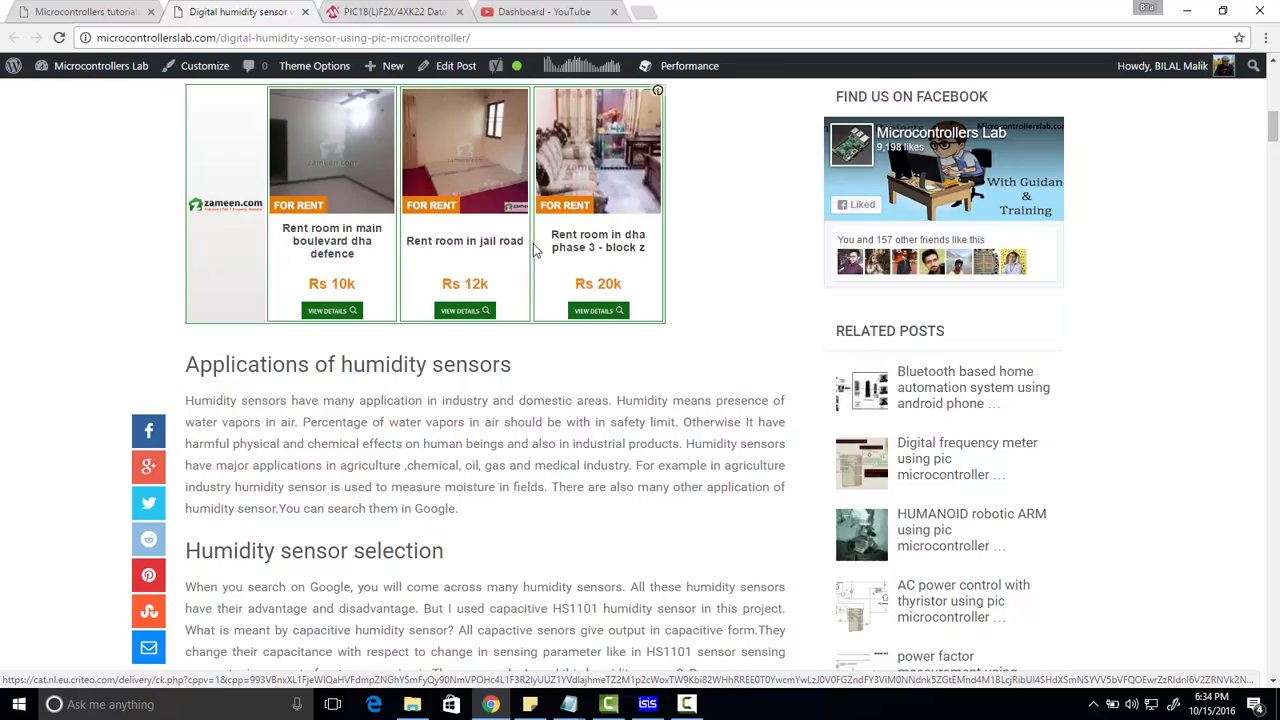 Microcontrollers tutorials
Digital humidity sensor
PIC18(L)F2X/4XK22 Data
Dashboard - YouTube
Bilal
microcontrollerslab.com/digital-humidity-sensor-using-pic-microcontroller/
Microcontrollers Lab
Customize
0
Theme Options
New
Edit Post
Performance
Howdy, BILAL Malik
zameen.com
FOR RENT
Rent room in main
boulevard dha
defence
Rs 10k
VIEW DETAILS
zameen.com
FOR RENT
Rent room in jail road
Rs 12k
VIEW DETAILS
FOR RENT
Rent room in dha
phase 3 - block z
Rs 20k
VIEW DETAILS
Applications of humidity sensors
Humidity sensors have many application in industry and domestic areas. Humidity means presence of
water vapors in air. Percentage of water vapors in air should be with in safety limit. Otherwise It have
harmful physical and chemical effects on human beings and also in industrial products. Humidity sensors
have major applications in agriculture ,chemical, oil, gas and medical industry. For example in agriculture
industry humidity sensor is used to measure moisture in fields. There are also many other application of
humidity sensor.You can search them in Google.
Humidity sensor selection
When you search on Google, you will come across many humidity sensors. All these humidity sensors
have their advantage and disadvantage. But I used capacitive HS1101 humidity sensor in this project.
What is meant by capacitive humidity sensor? All capactive senors give output in capacitive form.They
change their capacitance with respect to change in sensing parameter like in HS1101 sensor sensing
FIND US ON FACEBOOK
Microcontrollerslab.com
Microcontrollers Lab
9,198 likes
With Guidan
&
Training
Liked
You and 157 other friends like this
RELATED POSTS
Bluetooth based home
automation system using
android phone …
Digital frequency meter
using pic
microcontroller …
HUMANOID robotic ARM
using pic
microcontroller …
AC power control with
thyristor using pic
microcontroller …
power factor
Ask me anything
6:34 PM
10/15/2016